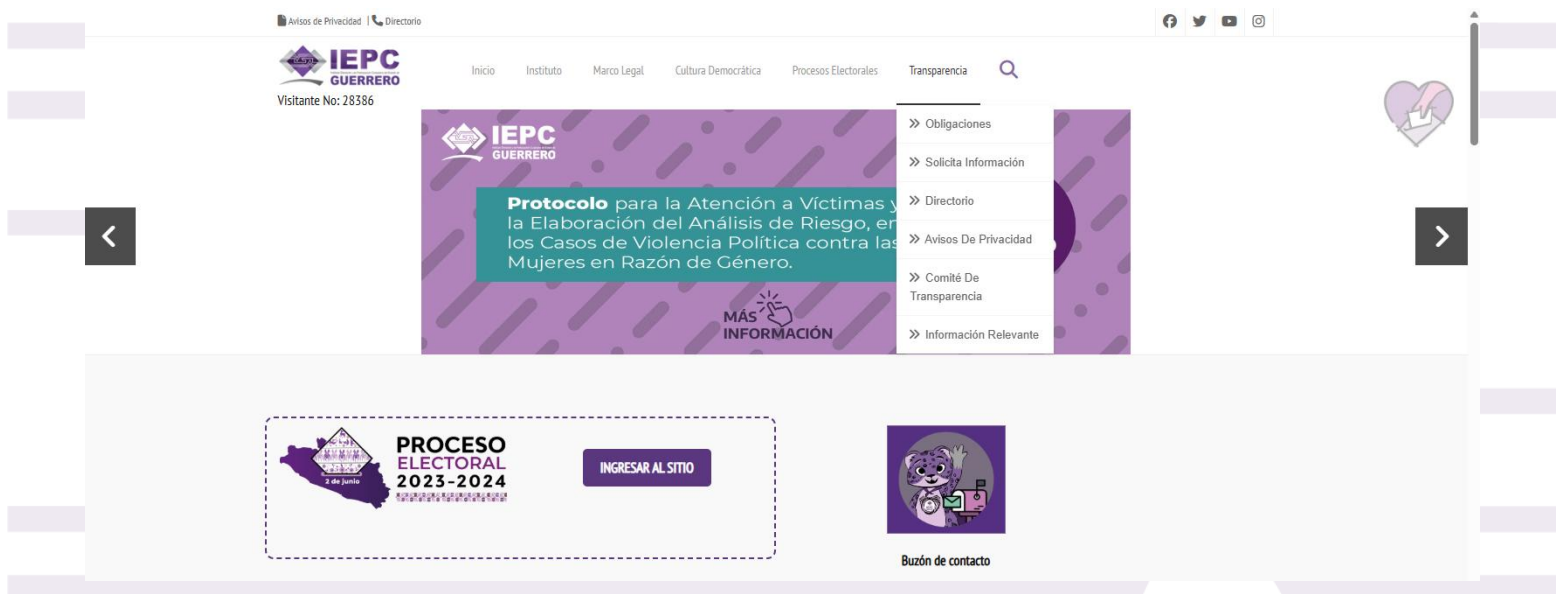 Avisos de Privacidad | Directorio
IEPC
GUERRERO
Visitante No: 28386
Inicio Instituto Marco Legal Cultura Democrática Procesos Electorales Transparencia
>> Obligaciones
>> Solicita Información
>> Directorio
>> Avisos De Privacidad
>> Comité De
Transparencia
>> Información Relevante
IEPC
GUERRERO
Protocolo para la Atención a Víctimas y
la Elaboración del Análisis de Riesgo, en
los Casos de Violencia Política contra las
Mujeres en Razón de Género.
MÁS
INFORMACIÓN
2 de junio
PROCESO
ELECTORAL
2023-2024
INGRESAR AL SITIO
Buzón de contacto